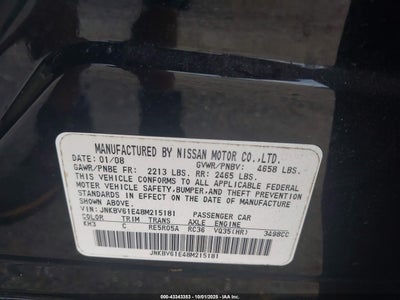 MANUFACTURED BY NISSAN MOTOR CO.,LTD.
DATE: 01/08 GVWR/PNBV: 4658 LBS.
GAWR/PNBE FR: 2213 LBS. RR: 2465 LBS.
THIS VEHICLE CONFORMS TO ALL APPLICABLE FEDERAL
MOTOR VEHICLE SAFETY, BUMPER, AND THEFT PREVENTION
STANDARDS IN EFFECT ON THE DATE OF MANUFACTURE
SHOWN ABOVE.
VIN: JNKBV61E48M215181 PASSENGER CAR
COLOR TRIM TRANS AXLE ENGINE
KH3 C RE5R05A RC36 VQ35(HR) 3498CC
JNKBV61E48M215181
000-43343353 - 10/01/2025 - IAAI.COM